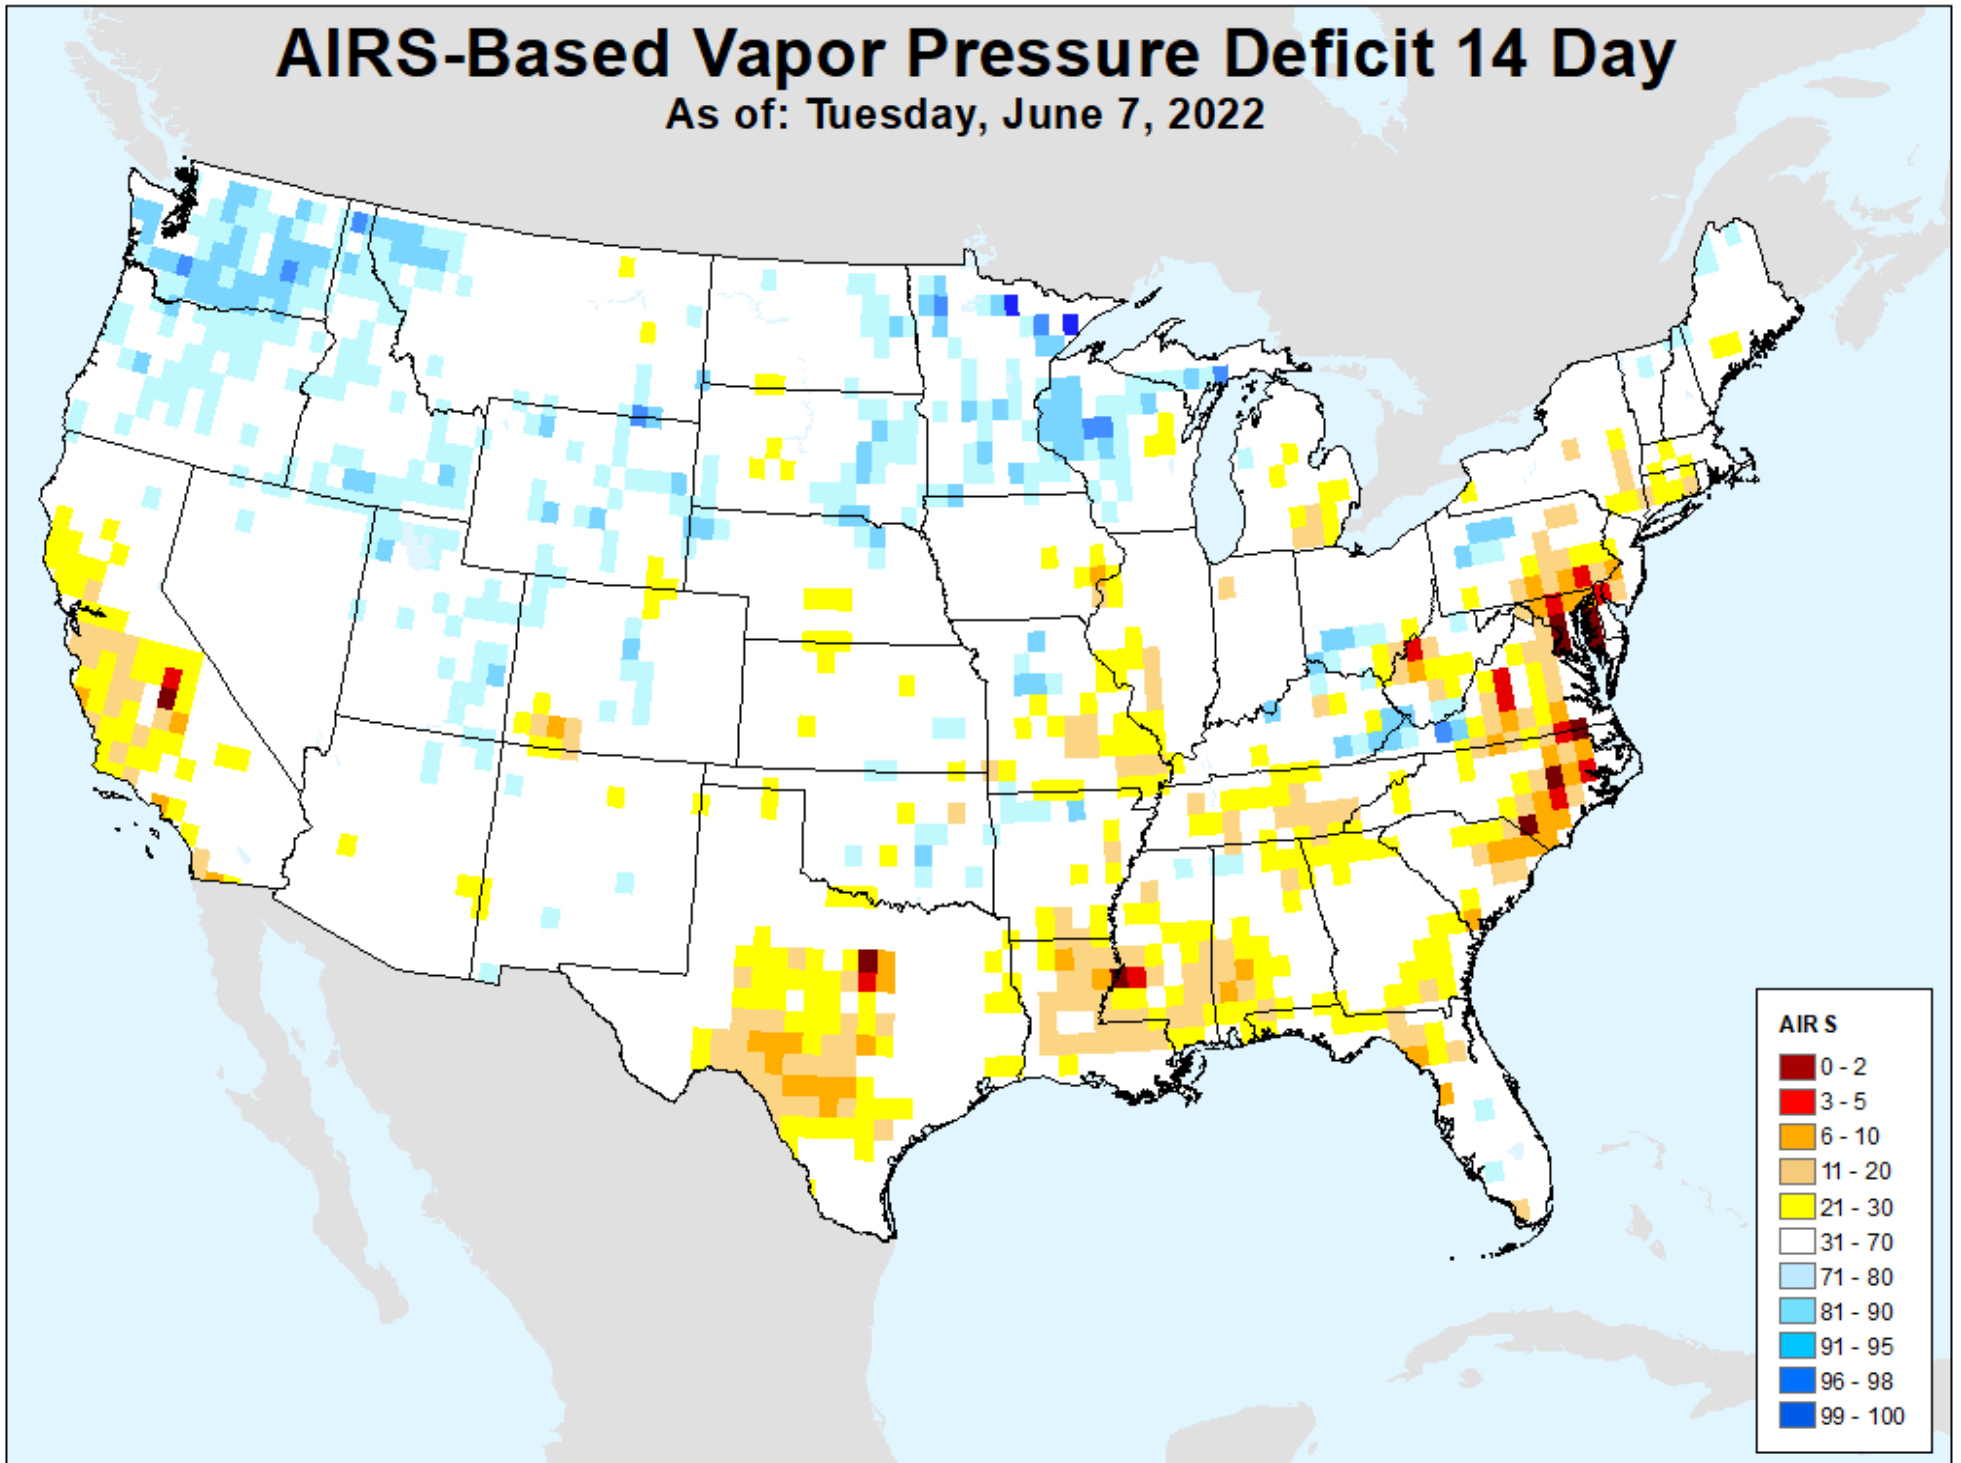 AIRS-Based Vapor Pressure Deficit 14 Day
As of: Tuesday, June 7, 2022
AIRS
0 - 2
3 - 5
6 - 10
11 - 20
21 - 30
31 - 70
71 - 80
81 - 90
91 - 95
96 - 98
99 - 100